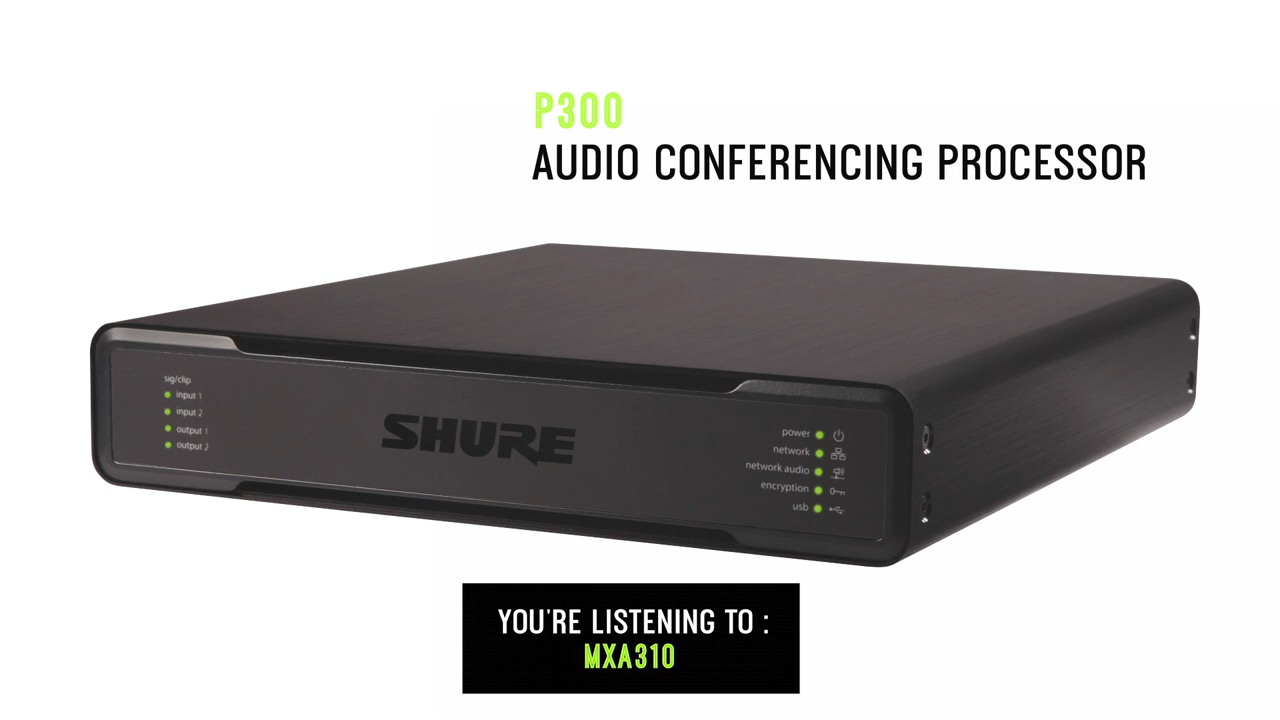 P300
AUDIO CONFERENCING PROCESSOR
sig/clip
input 1
input 2
output 1
output 2
SHURE
power
network
network audio
encryption
usb
YOU'RE LISTENING TO :
MXA310